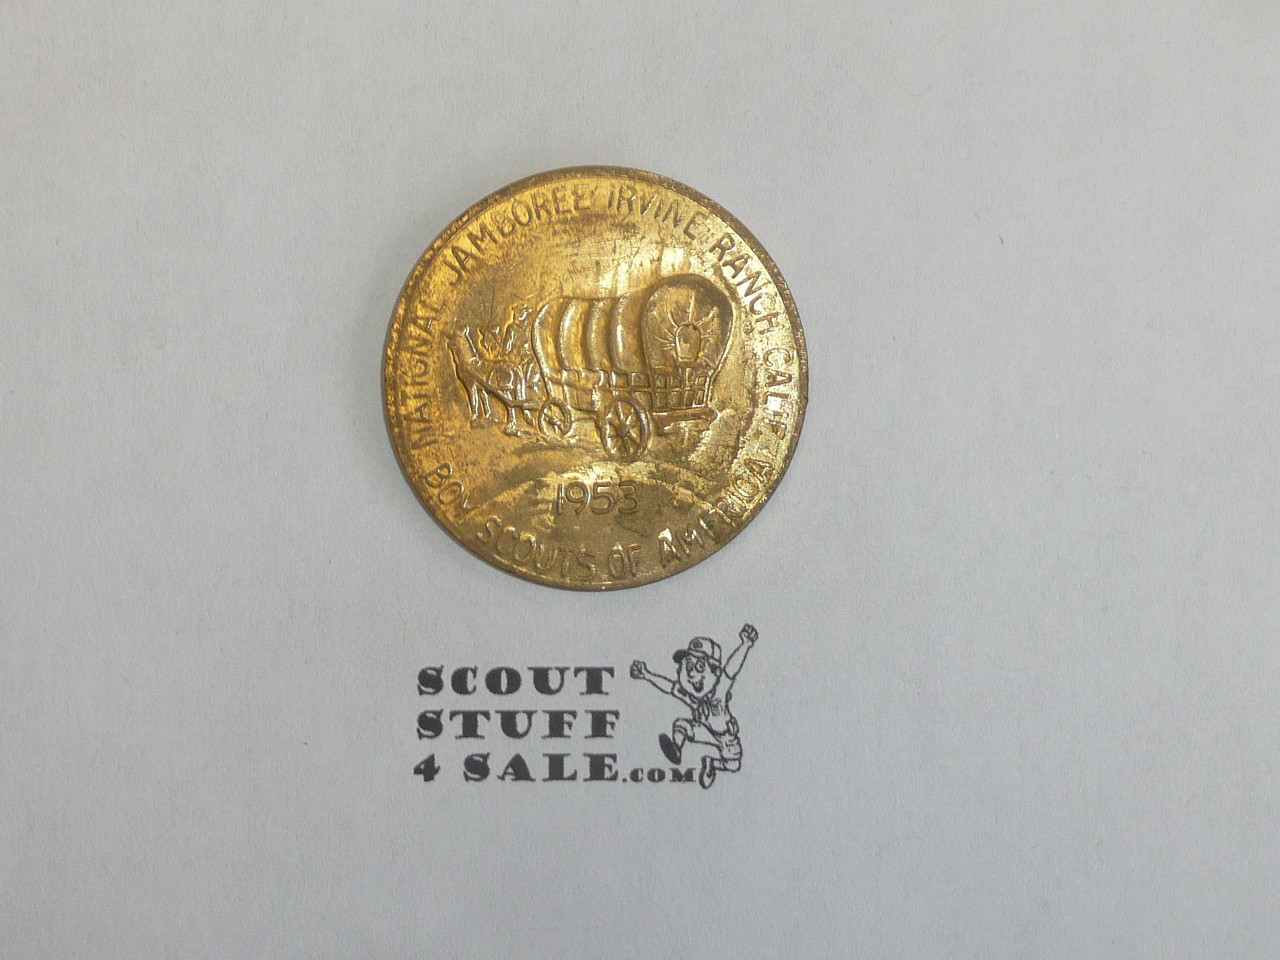 NATIONAL JAMBOREE IRVINE RANCH CALIF.
1953
BOY SCOUTS OF AMERICA
SCOUT
STUFF
4 SALE.COM